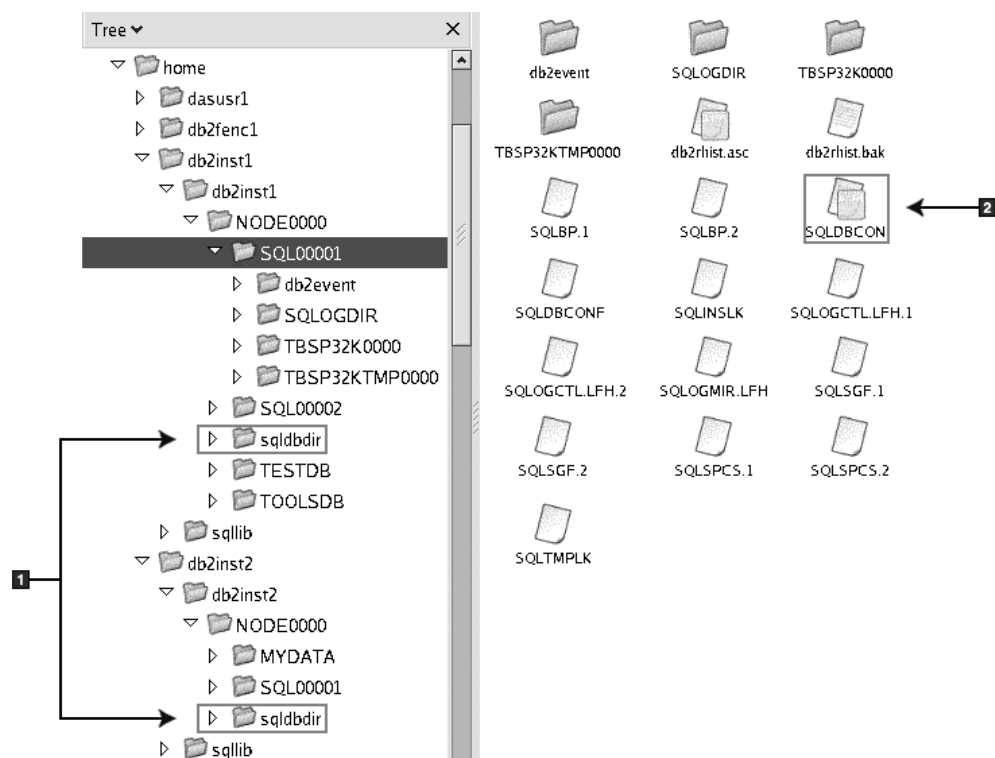 Tree
home
dasusr1
db2fenc1
db2inst1
db2inst1
NODE0000
SQL00001
db2event
SQLOGDIR
TBSP32K0000
TBSP32KTMP0000
SQL00002
sqldbdir
TESTDB
TOOLSDB
sqllib
db2inst2
db2inst2
NODE0000
MYDATA
SQL00001
sqldbdir
sqllib
1
db2event SQLOGDIR TBSP32K0000
TBSP32KTMP0000 db2rhist.asc db2rhist.bak
SQLBP.1 SQLBP.2 SQLDBCON
2
SQLDBCONF SQLINSLK SQLOGCTL.LFH.1
SQLOGCTL.LFH.2 SQLOGMIR.LFH SQLSGF.1
SQLSGF.2 SQLSPCS.1 SQLSPCS.2
SQLTMPLK